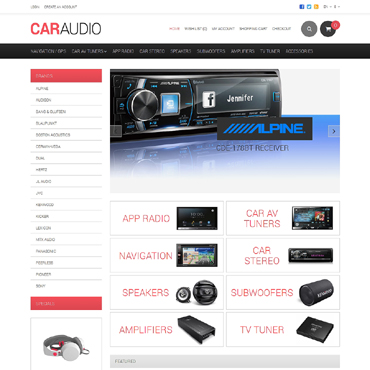 LOGIN CREATE AN ACCOUNT
CARAUDIO
HOME WISH LIST (0) MY ACCOUNT SHOPPING CART CHECKOUT
NAVIGATION / GPS CAR AV TUNERS APP RADIO CAR STEREO SPEAKERS SUBWOOFERS AMPLIFIERS TV TUNER ACCESSORIES
BRANDS
ALPINE
BANG & OLUFSEN
BLAUPUNKT
BOSTON ACOUSTICS
CERWIN-VEGA
HERTZ
JL AUDIO
JVC
KENWOOD
KICKER
LEXICON
MTX AUDIO
PANASONIC
PEERLESS
PIONEER
SONY
SPECIALS
Jennifer
ALPINE
CDE-178BT RECEIVER
APP RADIO
CAR AV
TUNERS
NAVIGATION
CAR
STEREO
SPEAKERS
SUBWOOFERS
AMPLIFIERS
TV TUNER
FEATURED